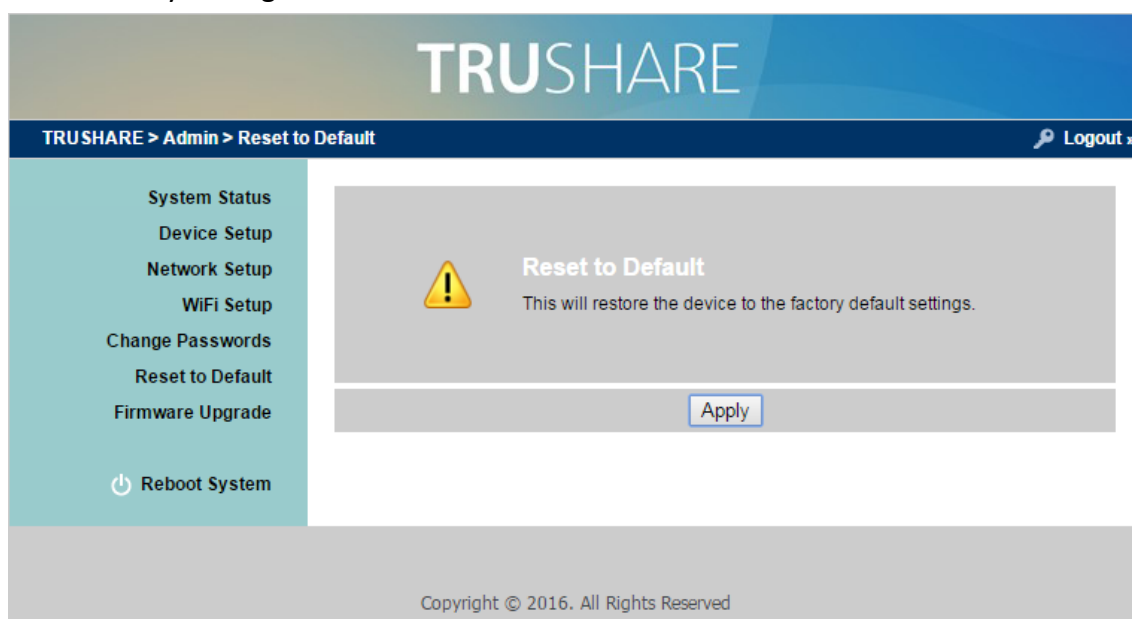 TRUSHARE
TRUSHARE > Admin > Reset to Default
Logout »
System Status
Device Setup
Network Setup
WiFi Setup
Change Passwords
Reset to Default
Firmware Upgrade
Reboot System
Reset to Default
This will restore the device to the factory default settings.
Apply
Copyright © 2016. All Rights Reserved